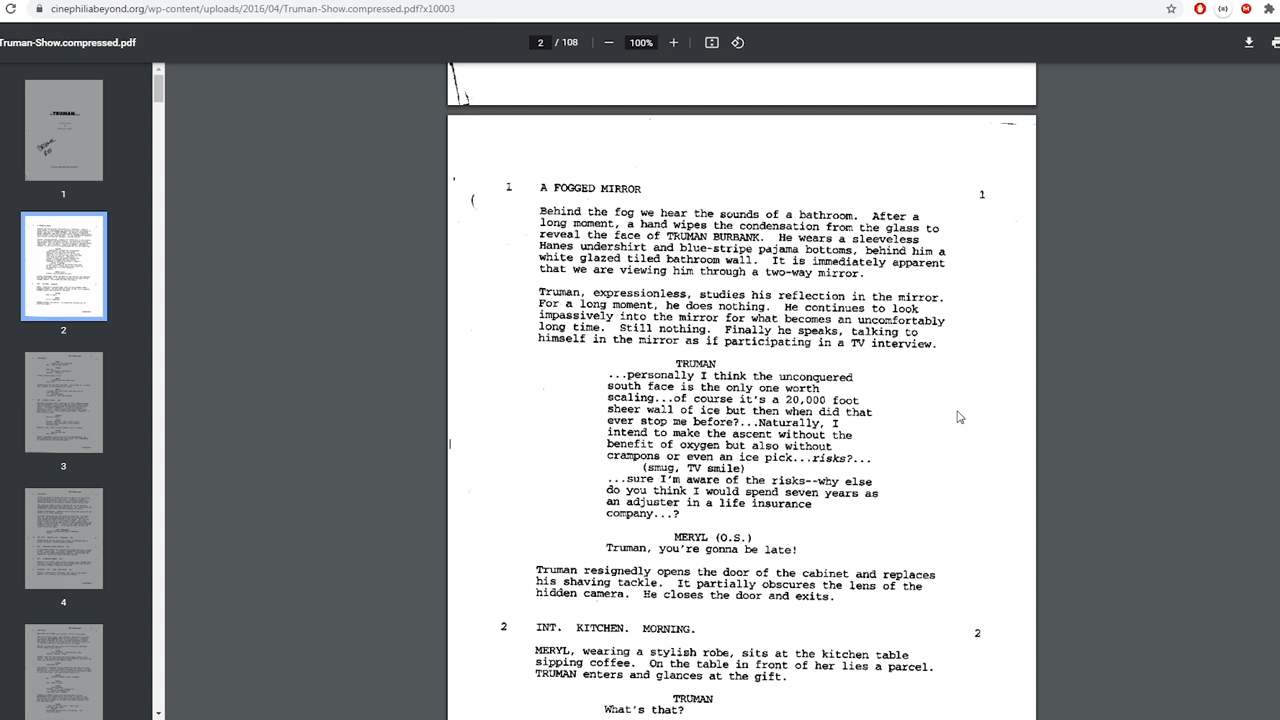 cinephiliabeyond.org/wp-content/uploads/2016/04/Truman-Show.compressed.pdf?x10003
Truman-Show.compressed.pdf
2 / 108
100%
1
2
3
4
1 A FOGGED MIRROR 1
Behind the fog we hear the sounds of a bathroom. After a
long moment, a hand wipes the condensation from the glass to
reveal the face of TRUMAN BURBANK. He wears a sleeveless
Hanes undershirt and blue-stripe pajama bottoms, behind him a
white glazed tiled bathroom wall. It is immediately apparent
that we are viewing him through a two-way mirror.
Truman, expressionless, studies his reflection in the mirror.
For a long moment, he does nothing. He continues to look
impassively into the mirror for what becomes an uncomfortably
long time. Still nothing. Finally he speaks, talking to
himself in the mirror as if participating in a TV interview.
TRUMAN
...personally I think the unconquered
south face is the only one worth
scaling...of course it's a 20,000 foot
sheer wall of ice but then when did that
ever stop me before?...Naturally, I
intend to make the ascent without the
benefit of oxygen but also without
crampons or even an ice pick...risks?...
(smug, TV smile)
...sure I'm aware of the risks--why else
do you think I would spend seven years as
an adjuster in a life insurance
company...?
MERYL (O.S.)
Truman, you're gonna be late!
Truman resignedly opens the door of the cabinet and replaces
his shaving tackle. It partially obscures the lens of the
hidden camera. He closes the door and exits.
2 INT. KITCHEN. MORNING. 2
MERYL, wearing a stylish robe, sits at the kitchen table
sipping coffee. On the table in front of her lies a parcel.
TRUMAN enters and glances at the gift.
TRUMAN
What's that?